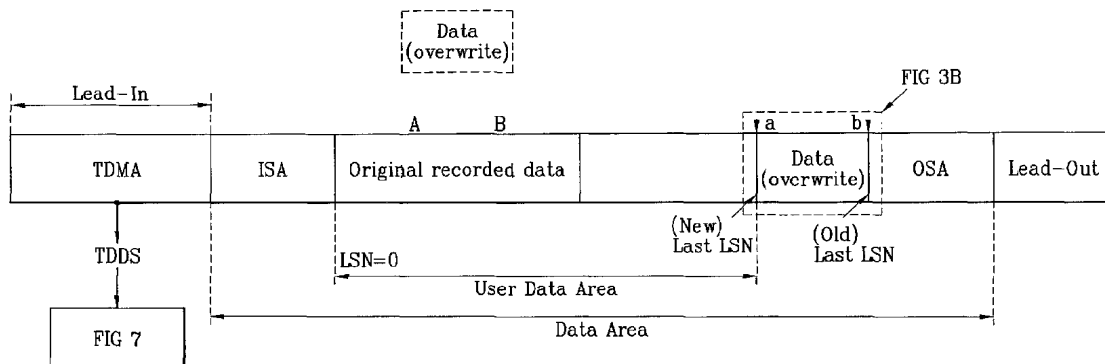 Data
(overwrite)
FIG 3B
Lead-In
A
B
a
b
TDMA
ISA
Original recorded data
Data
(overwrite)
OSA
Lead-Out
TDDS
LSN=0
(New)
Last LSN
(Old)
Last LSN
User Data Area
Data Area
FIG 7